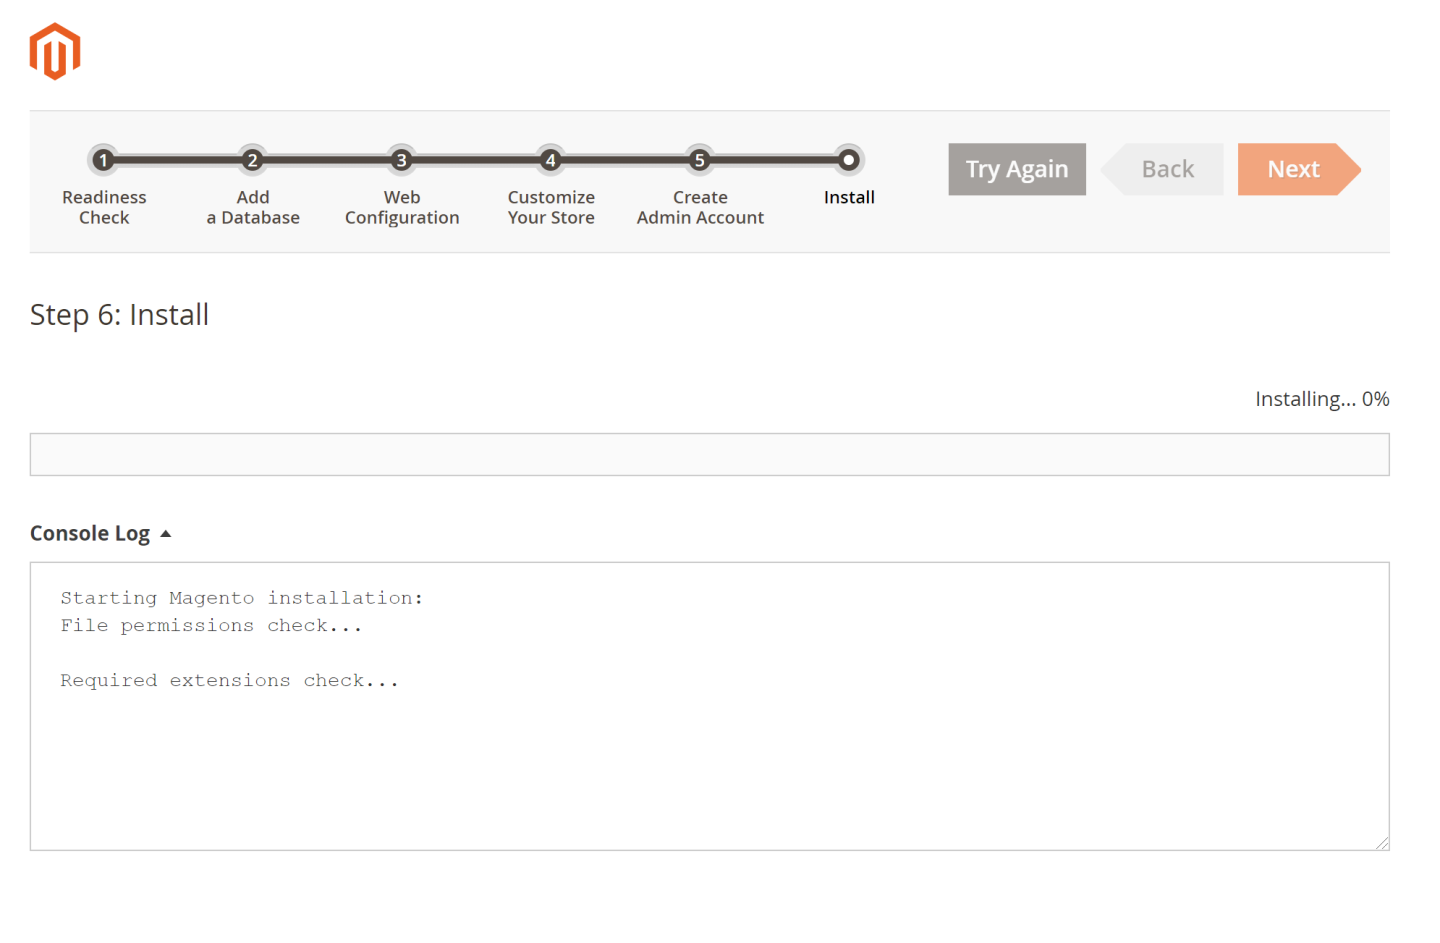 1
2
3
4
5
Readiness
Check
Add
a Database
Web
Configuration
Customize
Your Store
Create
Admin Account
Install
Try Again
Back
Next
Step 6: Install
Installing... 0%
Console Log
Starting Magento installation:
File permissions check...
Required extensions check...